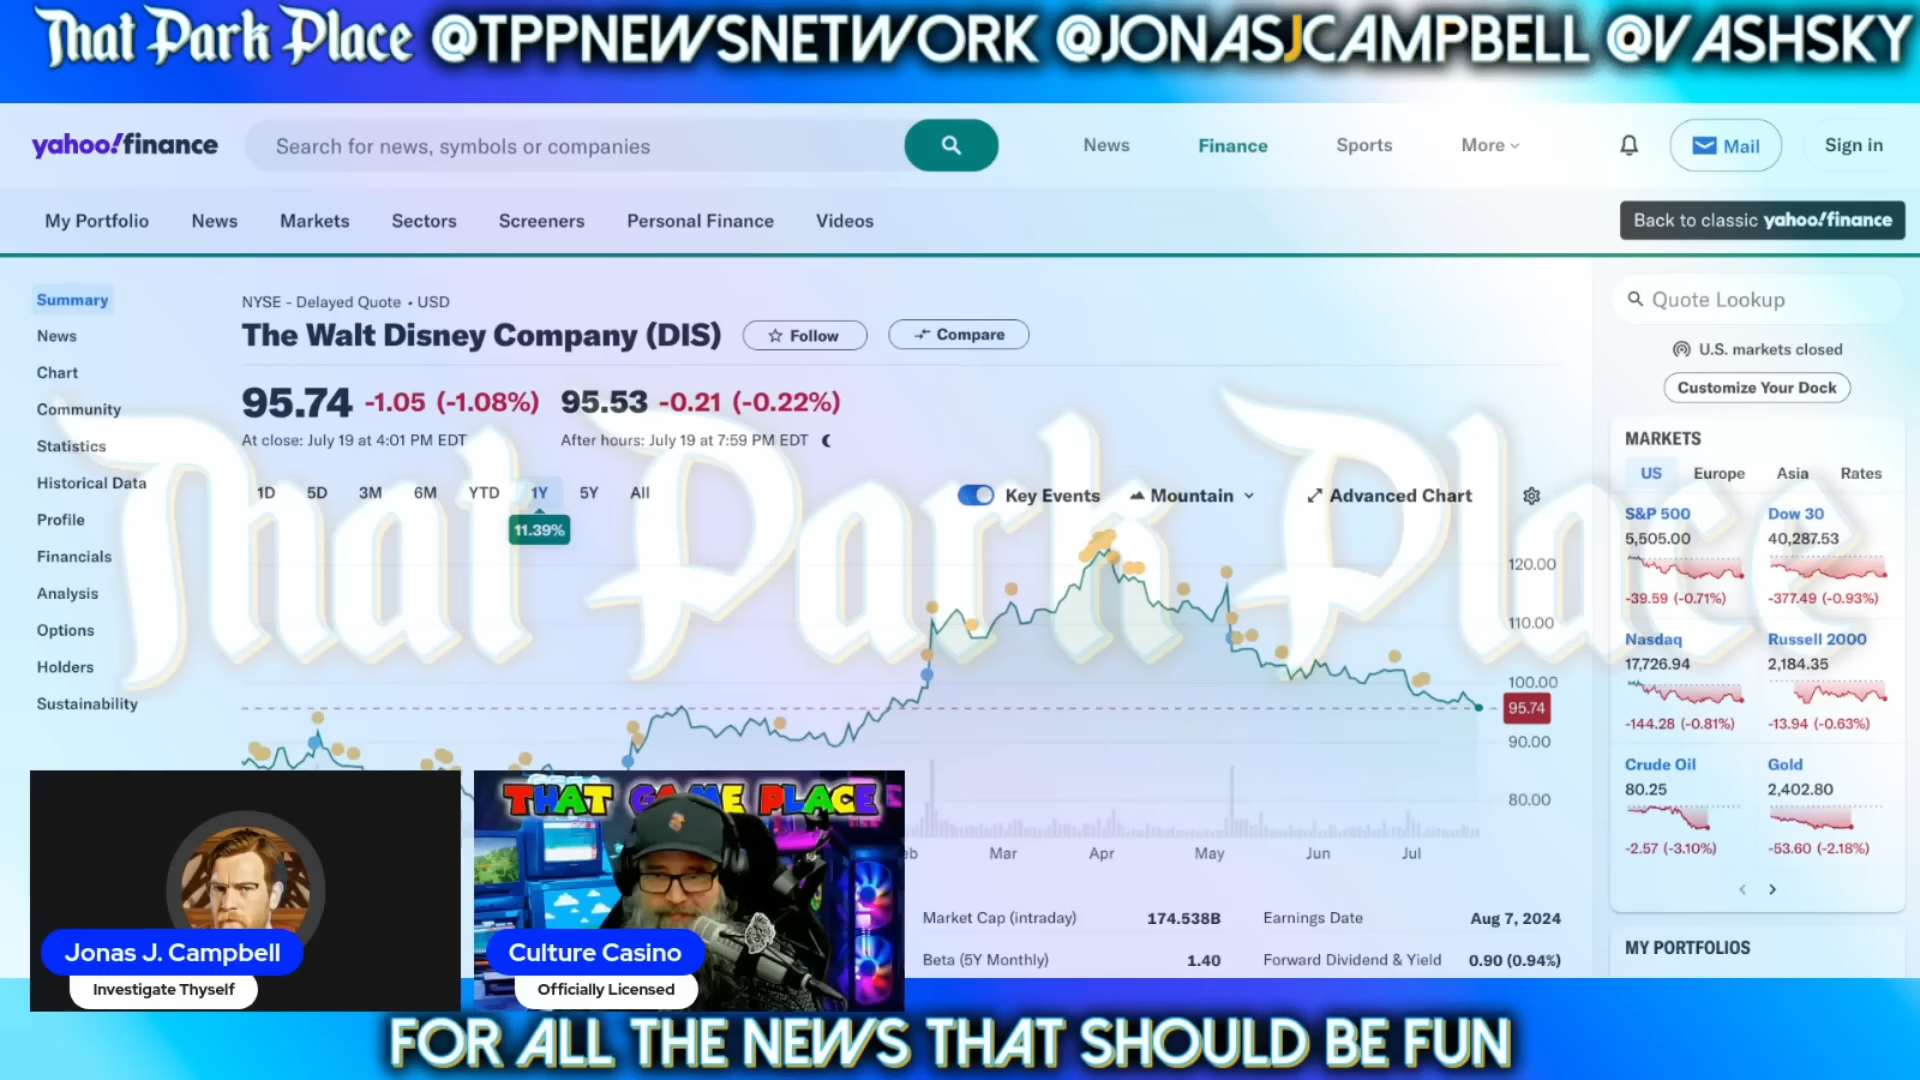 That Park Place @TPPNEWSNETWORK @JONASJCAMPBELL @VASHSKY
yahoo!finance
Search for news, symbols or companies
News
Finance
Sports
More
Mail
Sign in
My Portfolio
News
Markets
Sectors
Screeners
Personal Finance
Videos
Back to classic yahoo!finance
Summary
News
Chart
Community
Statistics
Historical Data
Profile
Financials
Analysis
Options
Holders
Sustainability
NYSE - Delayed Quote • USD
The Walt Disney Company (DIS)
Follow
Compare
95.74 -1.05 (-1.08%) 95.53 -0.21 (-0.22%)
At close: July 19 at 4:01 PM EDT
After hours: July 19 at 7:59 PM EDT
1D 5D 3M 6M YTD 1Y 5Y All
11.39%
Key Events
Mountain
Advanced Chart
That Park Place
120.00
110.00
100.00
95.74
90.00
80.00
eb Mar Apr May Jun Jul
Market Cap (intraday) 174.538B
Earnings Date Aug 7, 2024
Beta (5Y Monthly) 1.40
Forward Dividend & Yield 0.90 (0.94%)
Quote Lookup
U.S. markets closed
Customize Your Dock
MARKETS
US Europe Asia Rates
S&P 500
5,505.00
-39.59 (-0.71%)
Dow 30
40,287.53
-377.49 (-0.93%)
Nasdaq
17,726.94
-144.28 (-0.81%)
Russell 2000
2,184.35
-13.94 (-0.63%)
Crude Oil
80.25
-2.57 (-3.10%)
Gold
2,402.80
-53.60 (-2.18%)
MY PORTFOLIOS
Jonas J. Campbell
Investigate Thyself
THAT GAME PLACE
Culture Casino
Officially Licensed
FOR ALL THE NEWS THAT SHOULD BE FUN